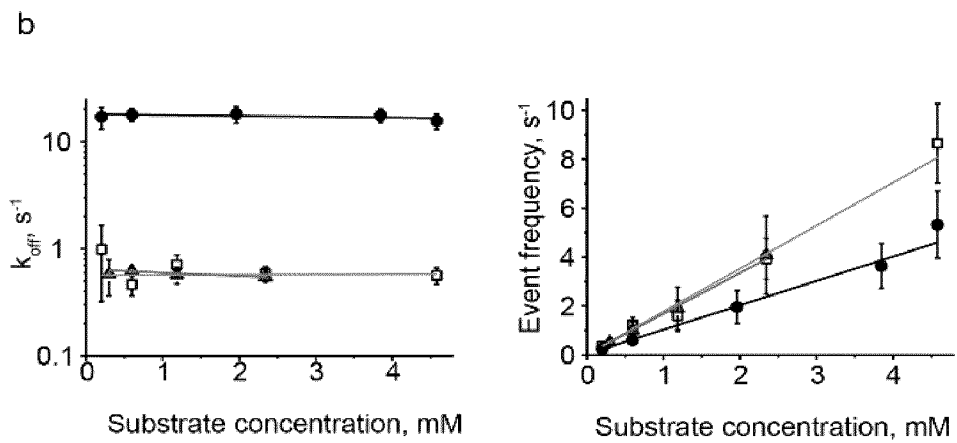 b
k_off, s⁻¹
10
1
0.1
0 1 2 3 4
Substrate concentration, mM
Event frequency, s⁻¹
10
8
6
4
2
0
0 1 2 3 4
Substrate concentration, mM